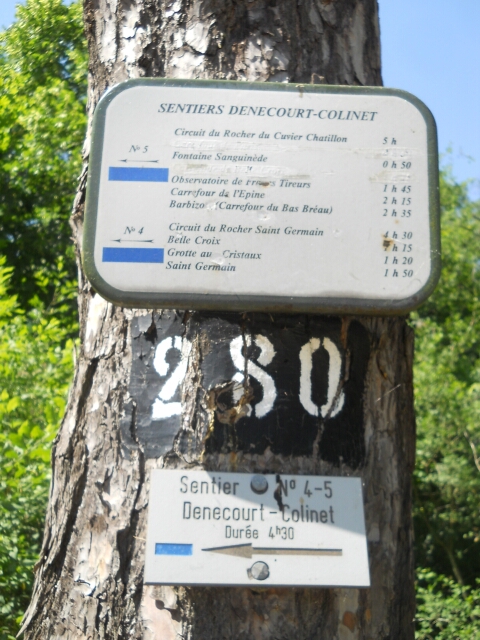 SENTIERS DENECOURT-COLINET
Circuit du Rocher du Cuvier Chatillon 5 h
Nº 5
Fontaine Sanguinède 0 h 50
Observatoire de Tireurs 1 h 45
Carrefour de l'Epine 2 h 15
Barbizon (Carrefour du Bas Bréau) 2 h 35
Nº 4
Circuit du Rocher Saint Germain 4 h 30
Belle Croix h 15
Grotte au Cristaux 1 h 20
Saint Germain 1 h 50
280
Sentier Nº 4-5
Denecourt-Colinet
Durée 4h30